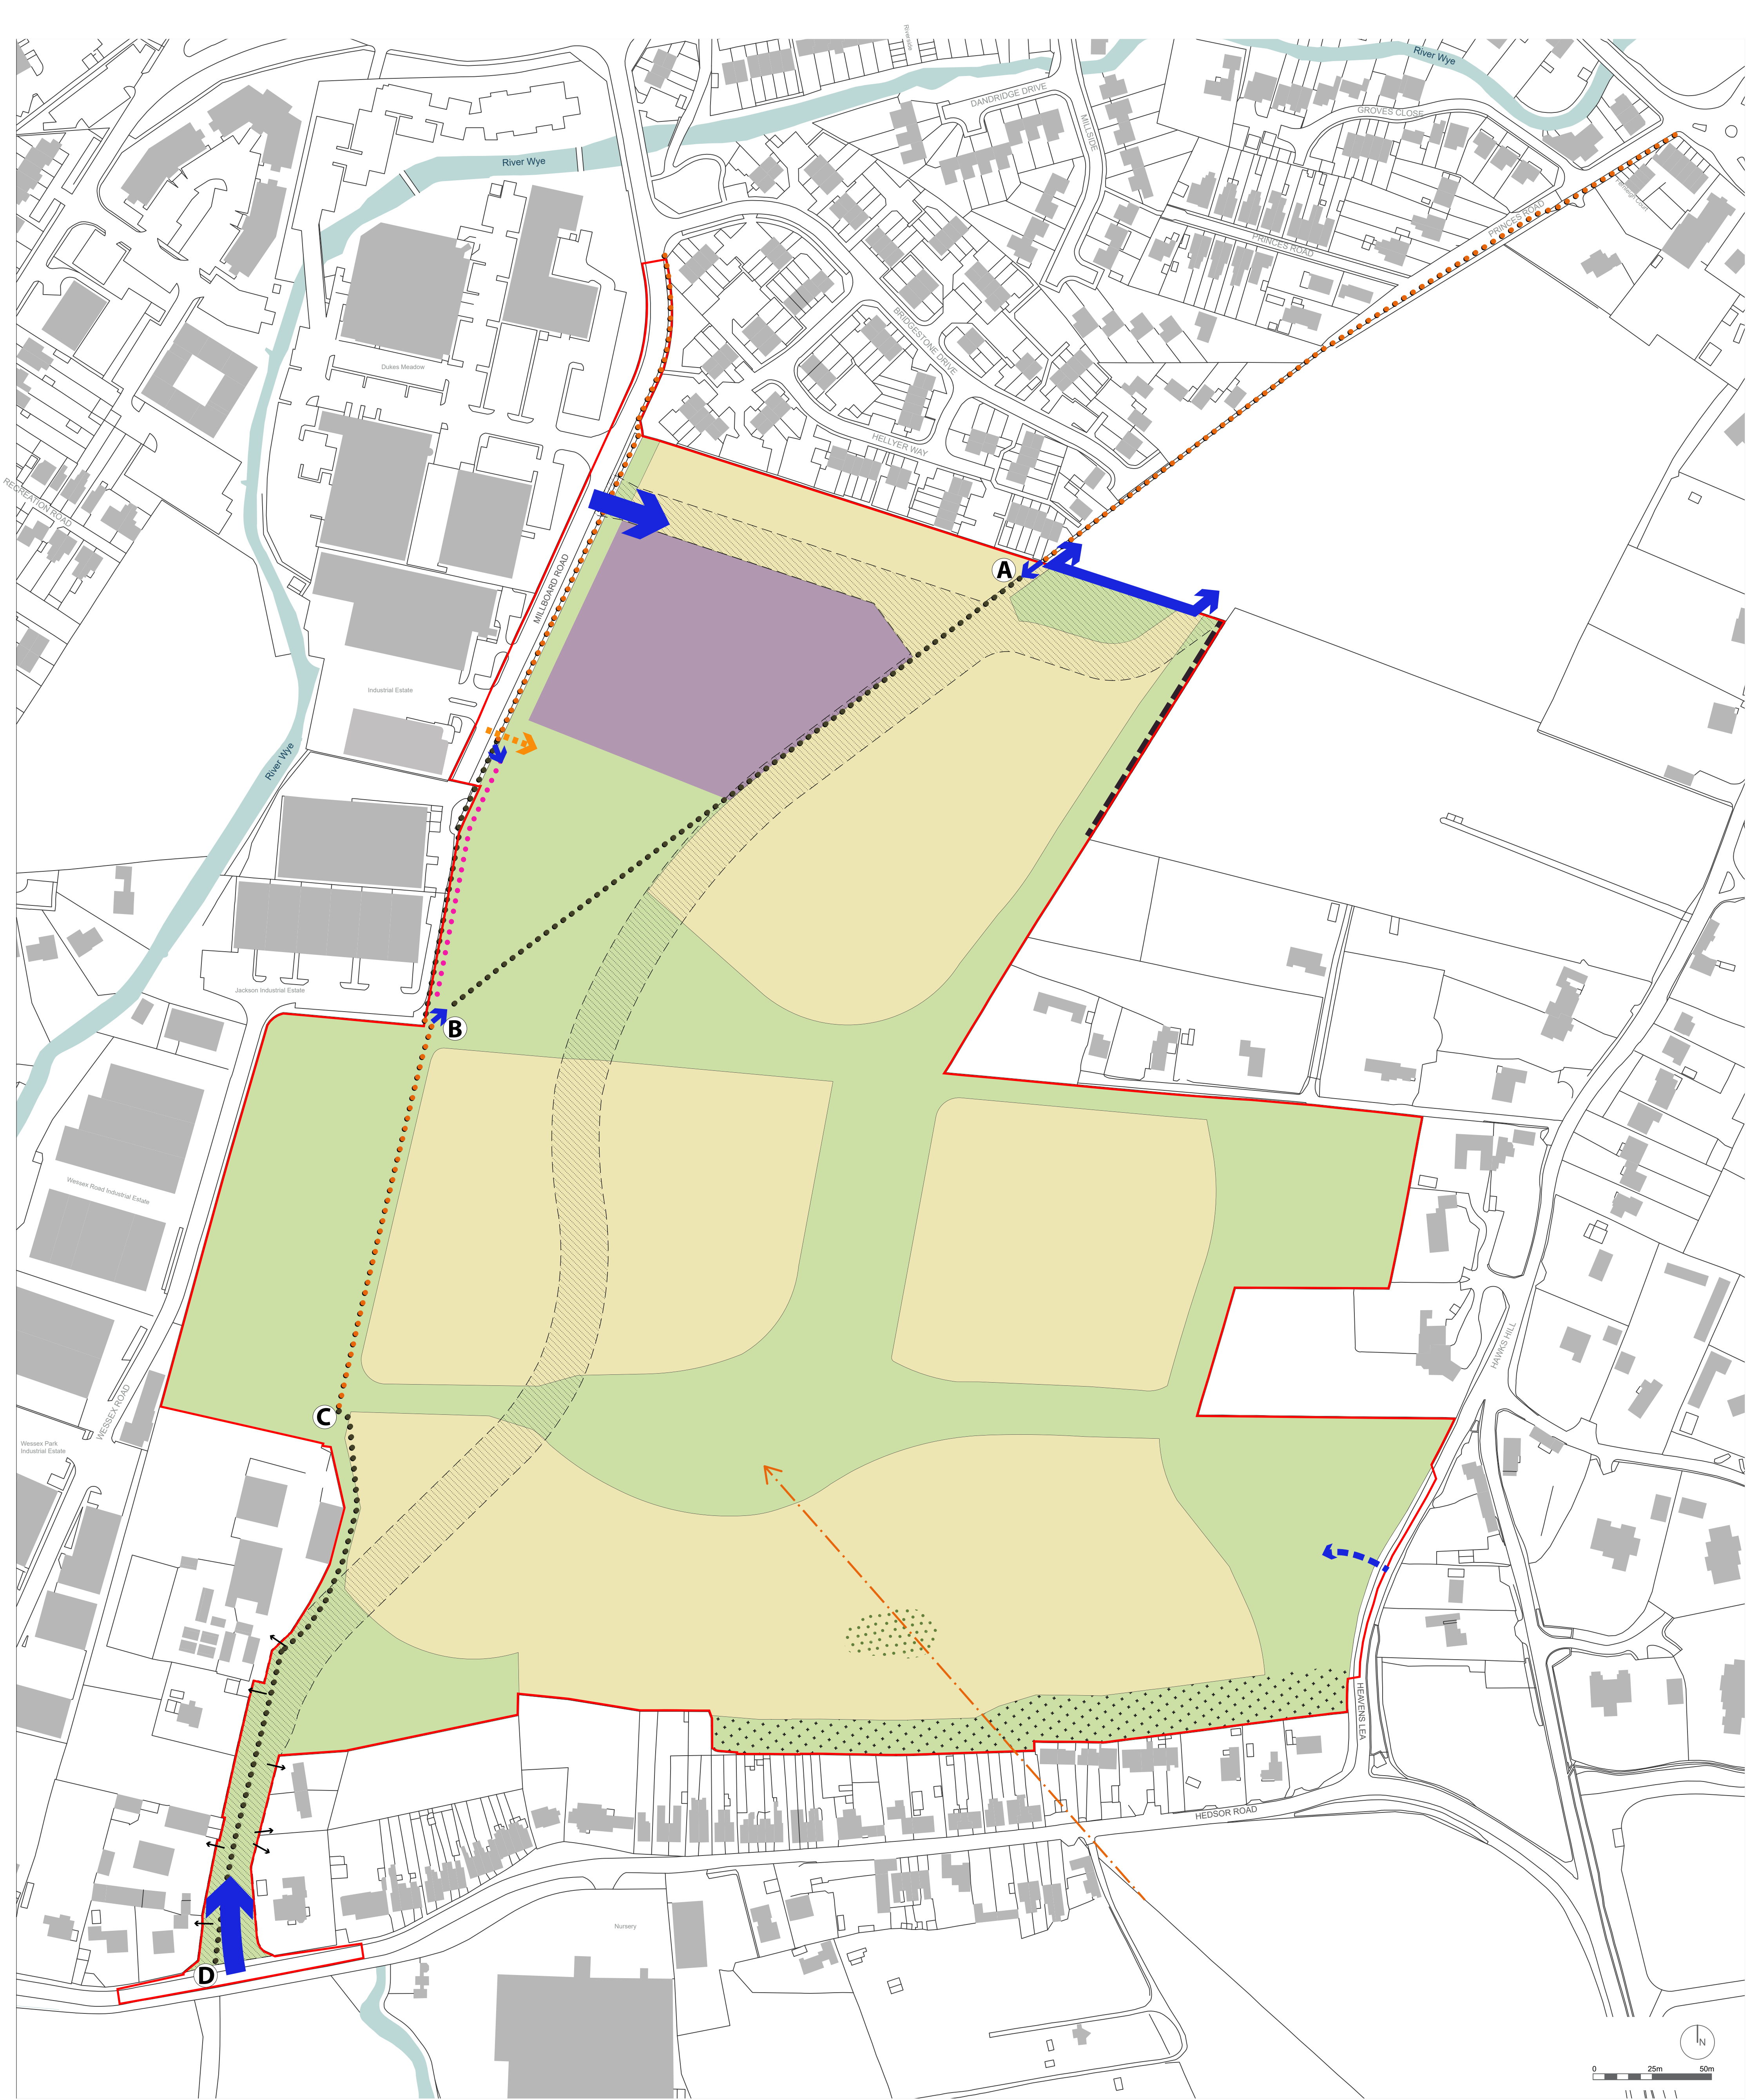 Riverside
River Wye
DANDRIDGE DRIVE
GROVES CLOSE
MILLSIDE
River Wye
PRINCES ROAD
PRINCES ROAD
BRIDGESTONE DRIVE
Dukes Meadow
HELLYER WAY
RECREATION ROAD
A
MILLBOARD ROAD
Industrial Estate
River Wye
Jackson Industrial Estate
B
Wessex Road Industrial Estate
HAWKS HILL
WESSEX ROAD
C
Wessex Park
Industrial Estate
HEAVENS LEA
HEDSOR ROAD
Nursery
D
N
0 25m 50m